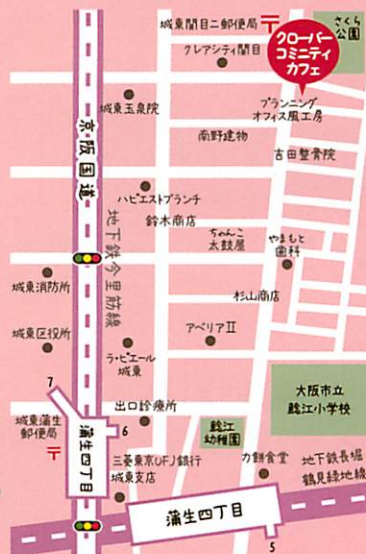 城東関目二郵便局
クレアシティ関目
クローバー
コミニティ
カフェ
さくら
公園
城東玉泉院
プランニング
オフィス風工房
南野建物
吉田整骨院
京阪国道
ハピエストブランチ
鈴木商店
地下鉄今里筋線
ちゃんこ
太鼓屋
やまもと
歯科
城東消防所
杉山商店
城東区役所
アベリアⅡ
ラ・ピエール
城東
7
大阪市立
鯰江小学校
出口診療所
城東蒲生
郵便局
6
蒲生四丁目
鯰江
幼稚園
三菱東京UFJ銀行
城東支店
力餅食堂
地下鉄長堀
鶴見緑地線
蒲生四丁目
5